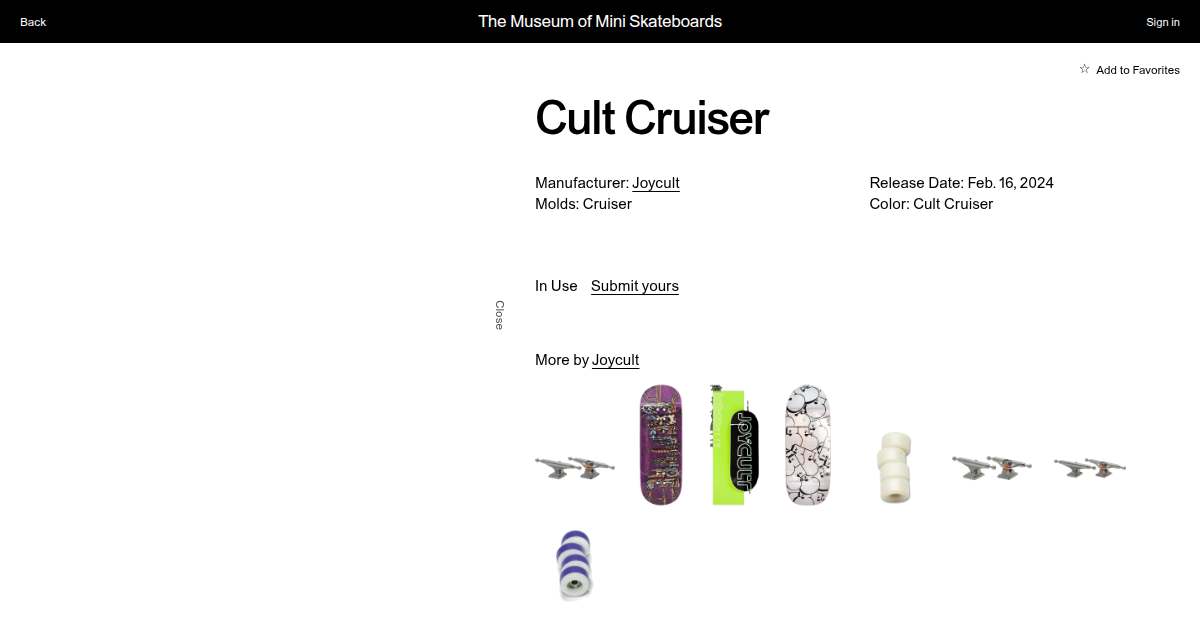 Back
The Museum of Mini Skateboards
Sign in
☆ Add to Favorites
Cult Cruiser
Manufacturer: Joycult
Release Date: Feb. 16, 2024
Molds: Cruiser
Color: Cult Cruiser
In Use Submit yours
Close
More by Joycult
JOYCULT